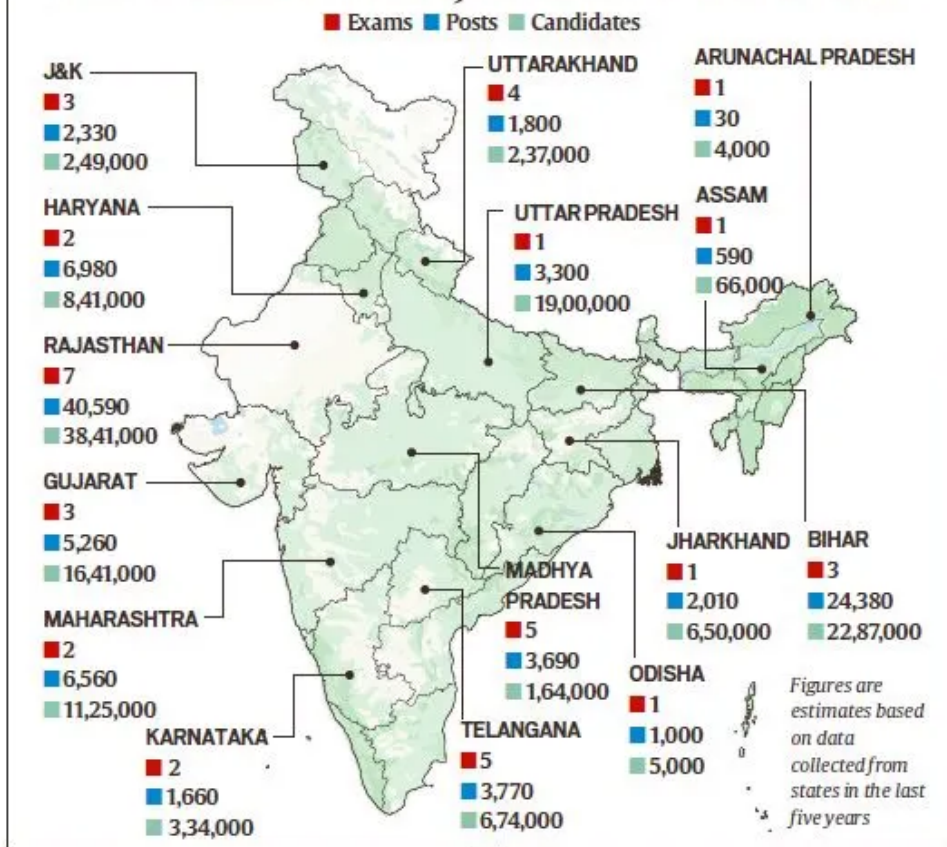 Exams Posts Candidates
J&K
3
2,330
2,49,000
HARYANA
2
6,980
8,41,000
RAJASTHAN
7
40,590
38,41,000
GUJARAT
3
5,260
16,41,000
MAHARASHTRA
2
6,560
11,25,000
KARNATAKA
2
1,660
3,34,000
UTTARAKHAND
4
1,800
2,37,000
UTTAR PRADESH
1
3,300
19,00,000
ARUNACHAL PRADESH
1
30
4,000
ASSAM
1
590
66,000
MADHYA
PRADESH
5
3,690
1,64,000
TELANGANA
5
3,770
6,74,000
ODISHA
1
1,000
5,000
JHARKHAND
1
2,010
6,50,000
BIHAR
3
24,380
22,87,000
Figures are
estimates based
on data
collected from
states in the last
five years